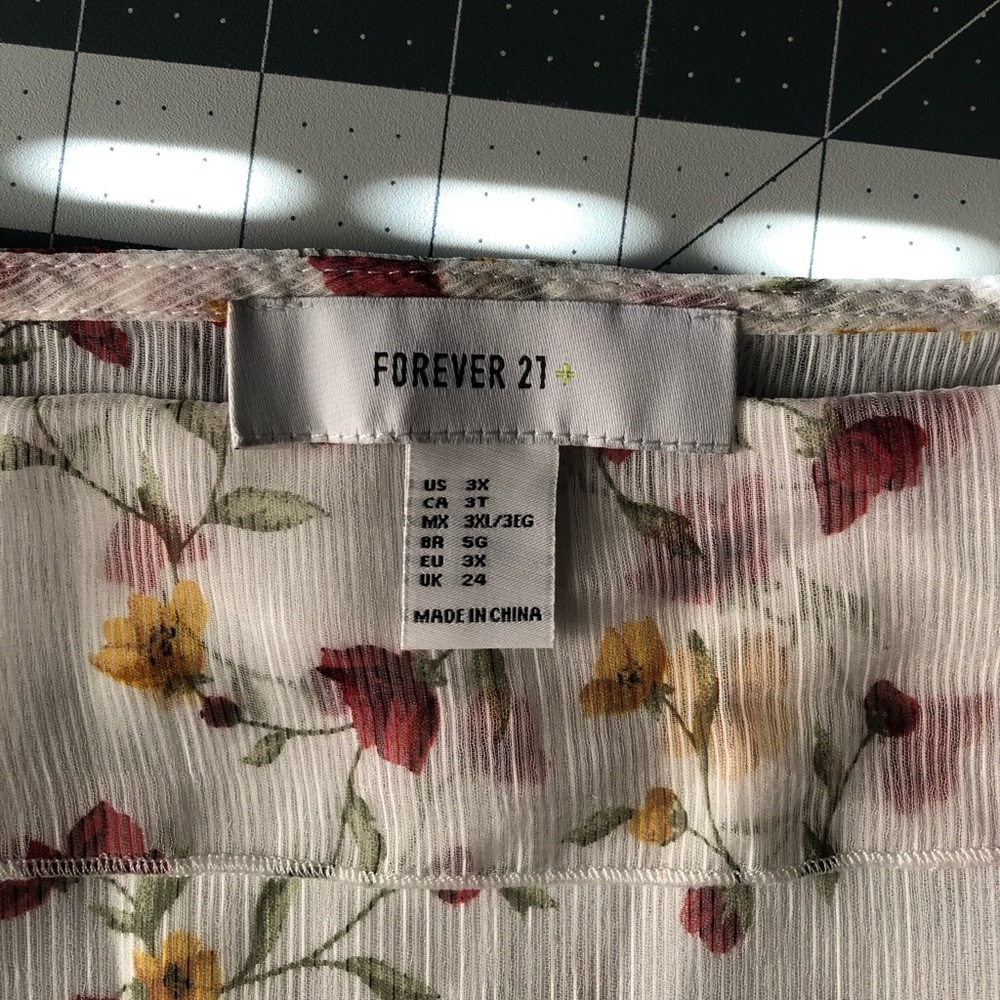 FOREVER 21+
US 3X
CA 3T
MX 3XL/3EG
BR 5G
EU 3X
UK 24
MADE IN CHINA